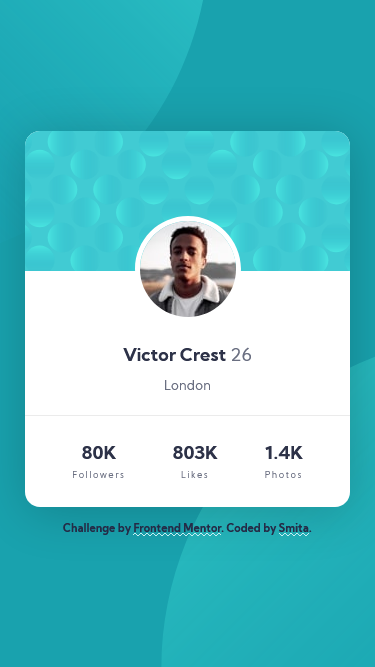 Victor Crest 26
London
80K 803K 1.4K
Followers Likes Photos
Challenge by Frontend Mentor. Coded by Smita.